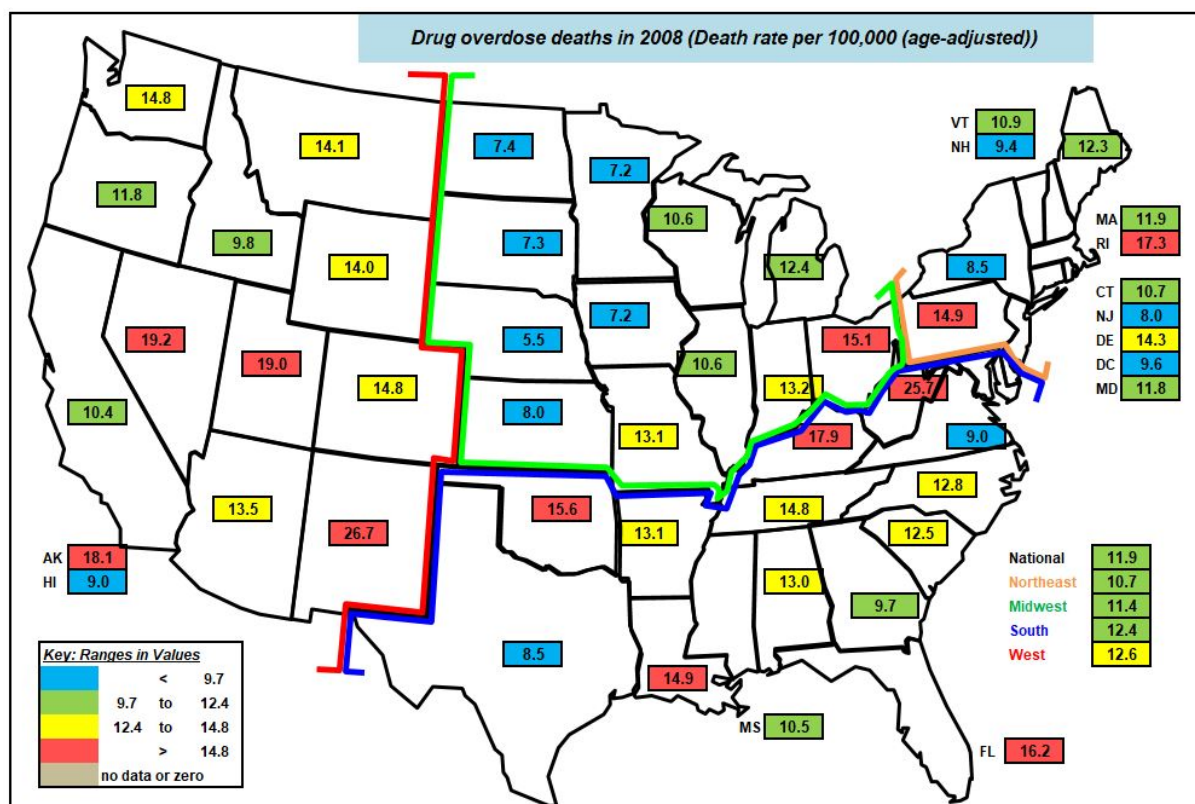 Drug overdose deaths in 2008 (Death rate per 100,000 (age-adjusted))
14.8
14.1
7.4
7.2
VT 10.9
NH 9.4
12.3
11.8
9.8
14.0
7.3
10.6
12.4
8.5
MA 11.9
RI 17.3
19.2
19.0
14.8
5.5
7.2
10.6
13.2
15.1
14.9
CT 10.7
NJ 8.0
DE 14.3
DC 9.6
MD 11.8
10.4
8.0
13.1
17.9
25.7
9.0
13.5
26.7
15.6
13.1
14.8
12.8
12.5
AK 18.1
HI 9.0
13.0
9.7
National 11.9
Northeast 10.7
Midwest 11.4
South 12.4
West 12.6
8.5
14.9
MS 10.5
FL 16.2
Key: Ranges in Values
< 9.7
9.7 to 12.4
12.4 to 14.8
> 14.8
no data or zero